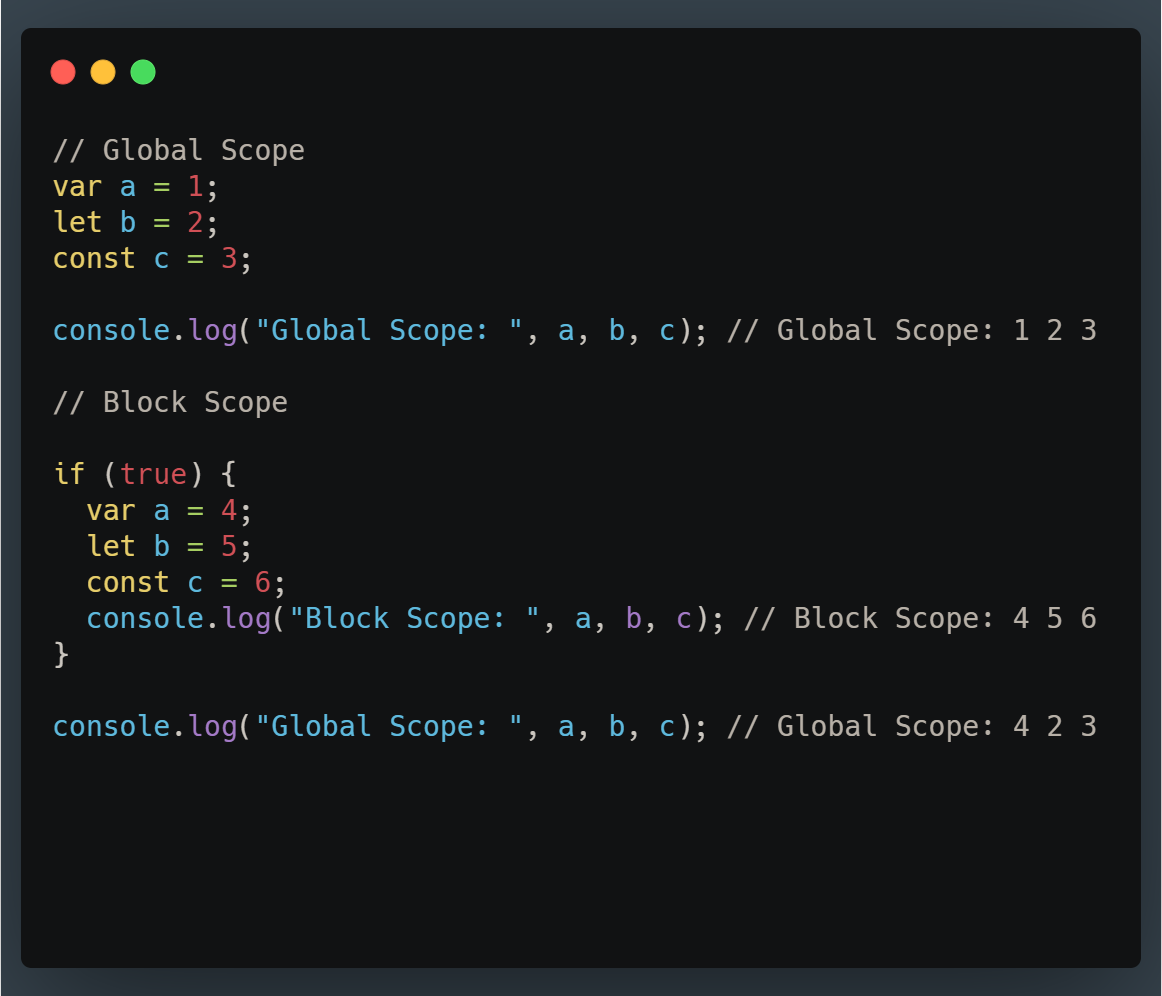 // Global Scope
var a = 1;
let b = 2;
const c = 3;
console.log("Global Scope: ", a, b, c); // Global Scope: 1 2 3
// Block Scope
if (true) {
  var a = 4;
  let b = 5;
  const c = 6;
  console.log("Block Scope: ", a, b, c); // Block Scope: 4 5 6
}
console.log("Global Scope: ", a, b, c); // Global Scope: 4 2 3